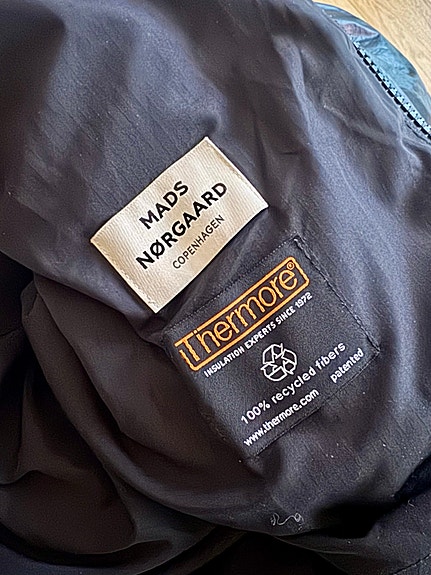 MADS
NØRGAARD
COPENHAGEN
Thermore®
INSULATION EXPERTS SINCE 1972
100% recycled fibers
www.thermore.com patented